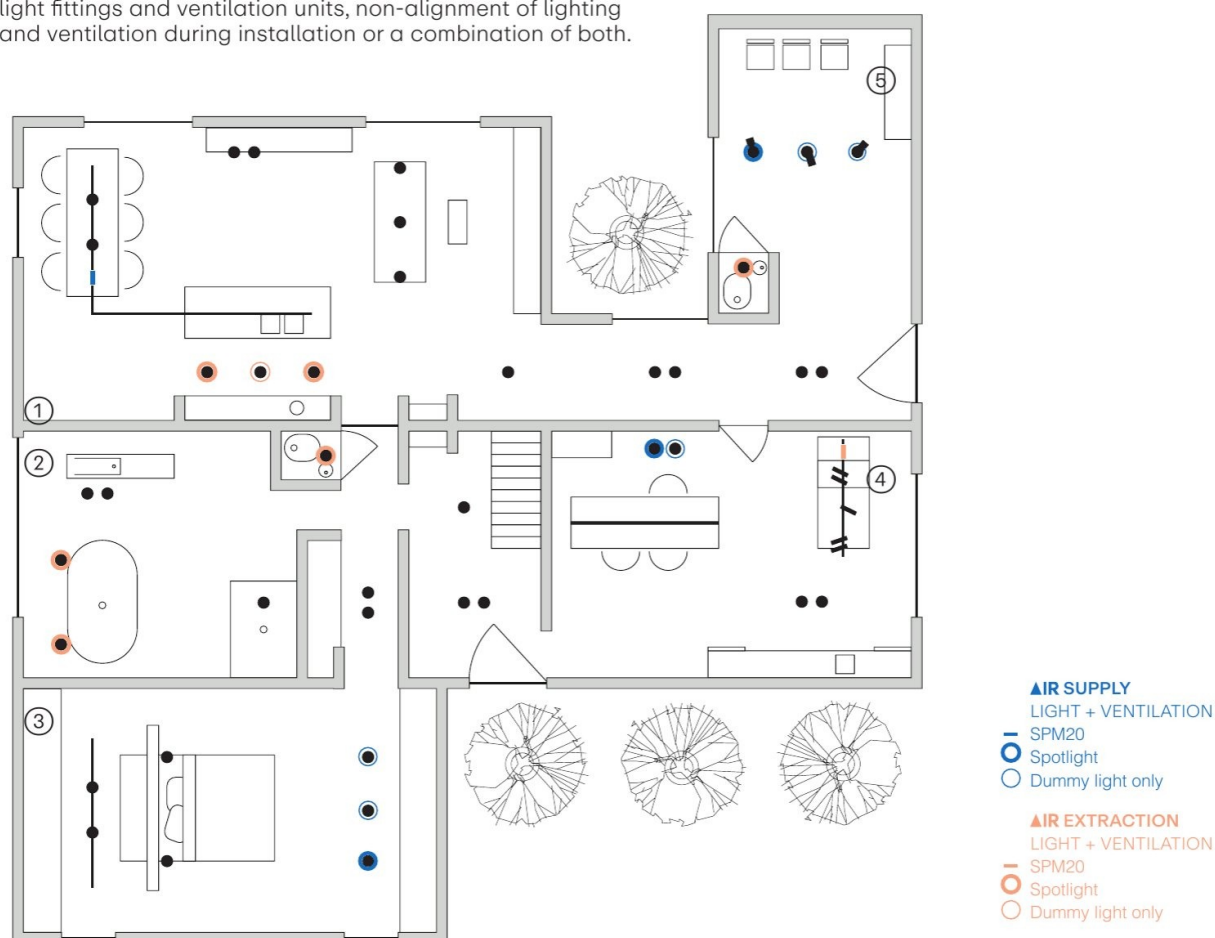 light fittings and ventilation units, non-alignment of lighting
and ventilation during installation or a combination of both.
5
1
2
4
3
AIR SUPPLY
LIGHT + VENTILATION
SPM20
Spotlight
Dummy light only
AIR EXTRACTION
LIGHT + VENTILATION
SPM20
Spotlight
Dummy light only